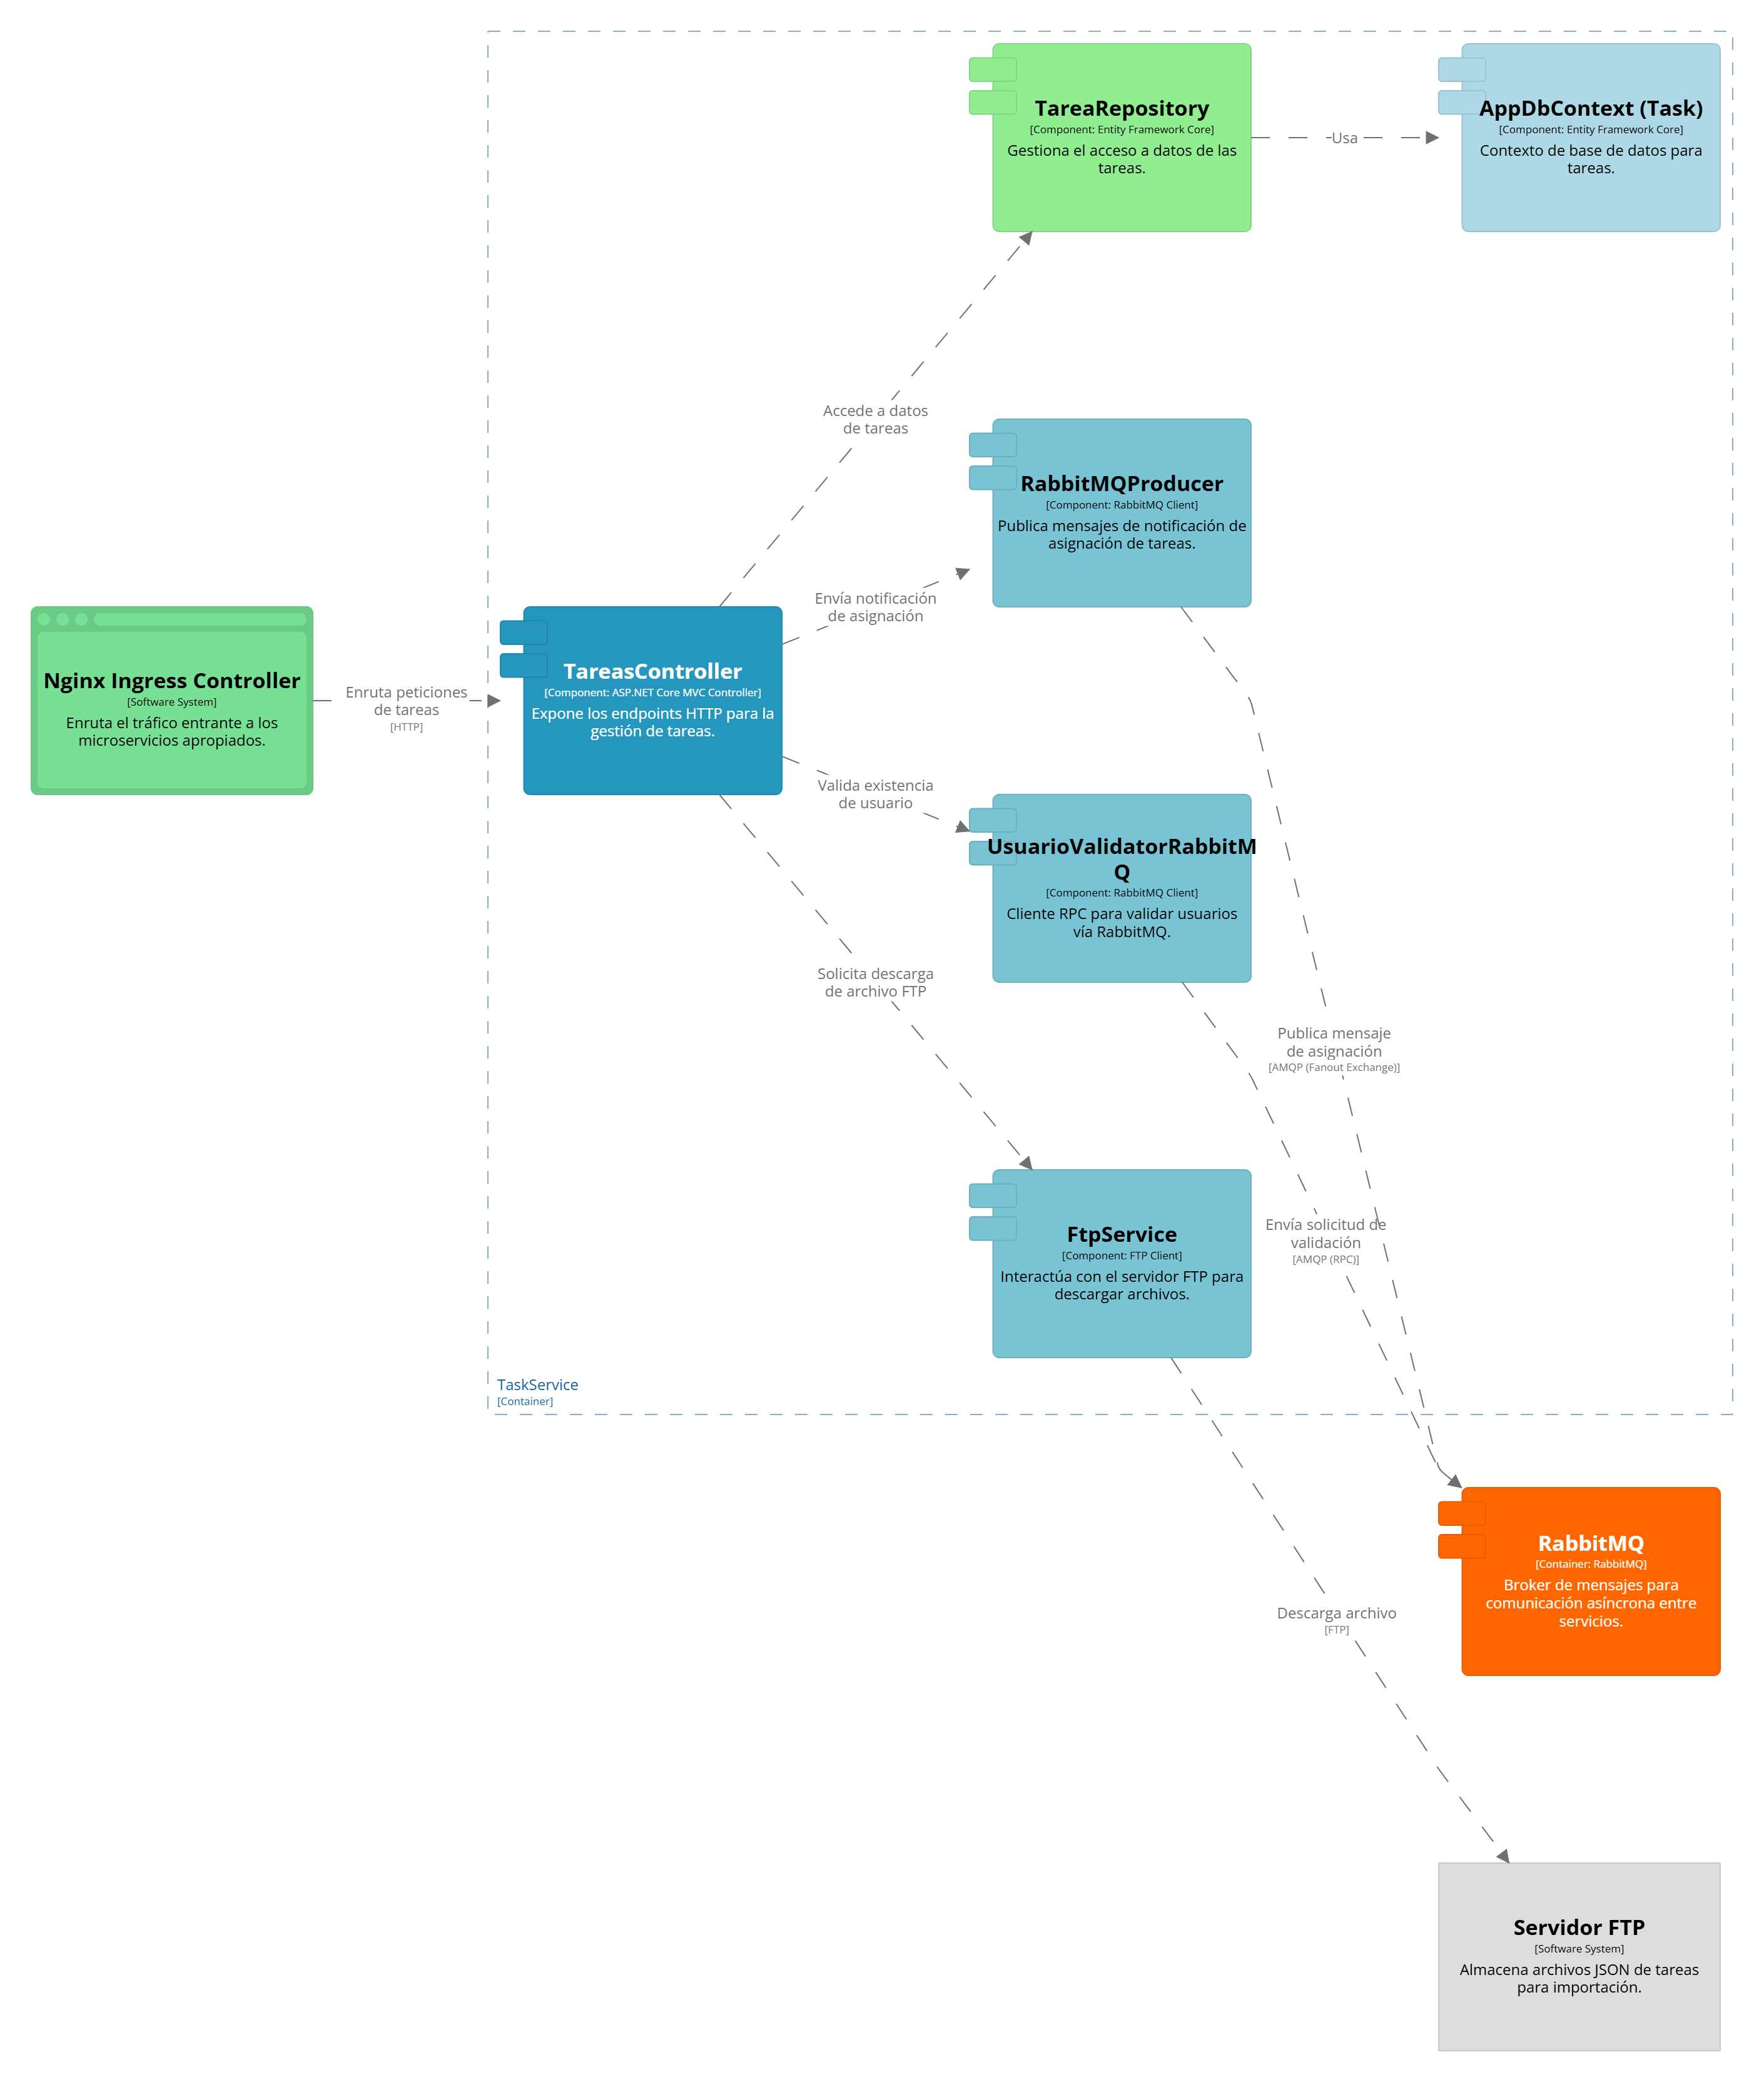 TareaRepository
[Component: Entity Framework Core]
Gestiona el acceso a datos de las
tareas.
Usa
AppDbContext (Task)
[Component: Entity Framework Core]
Contexto de base de datos para
tareas.
Accede a datos
de tareas
RabbitMQProducer
[Component: RabbitMQ Client]
Publica mensajes de notificación de
asignación de tareas.
Envía notificación
de asignación
Nginx Ingress Controller
[Software System]
Enruta el tráfico entrante a los
microservicios apropiados.
Enruta peticiones
de tareas
[HTTP]
TareasController
[Component: ASP.NET Core MVC Controller]
Expone los endpoints HTTP para la
gestión de tareas.
Valida existencia
de usuario
UsuarioValidatorRabbitM
Q
[Component: RabbitMQ Client]
Cliente RPC para validar usuarios
vía RabbitMQ.
Solicita descarga
de archivo FTP
Publica mensaje
de asignación
[AMQP (Fanout Exchange)]
FtpService
[Component: FTP Client]
Interactúa con el servidor FTP para
descargar archivos.
Envía solicitud de
validación
[AMQP (RPC)]
TaskService
[Container]
RabbitMQ
[Container: RabbitMQ]
Broker de mensajes para
comunicación asíncrona entre
servicios.
Descarga archivo
[FTP]
Servidor FTP
[Software System]
Almacena archivos JSON de tareas
para importación.